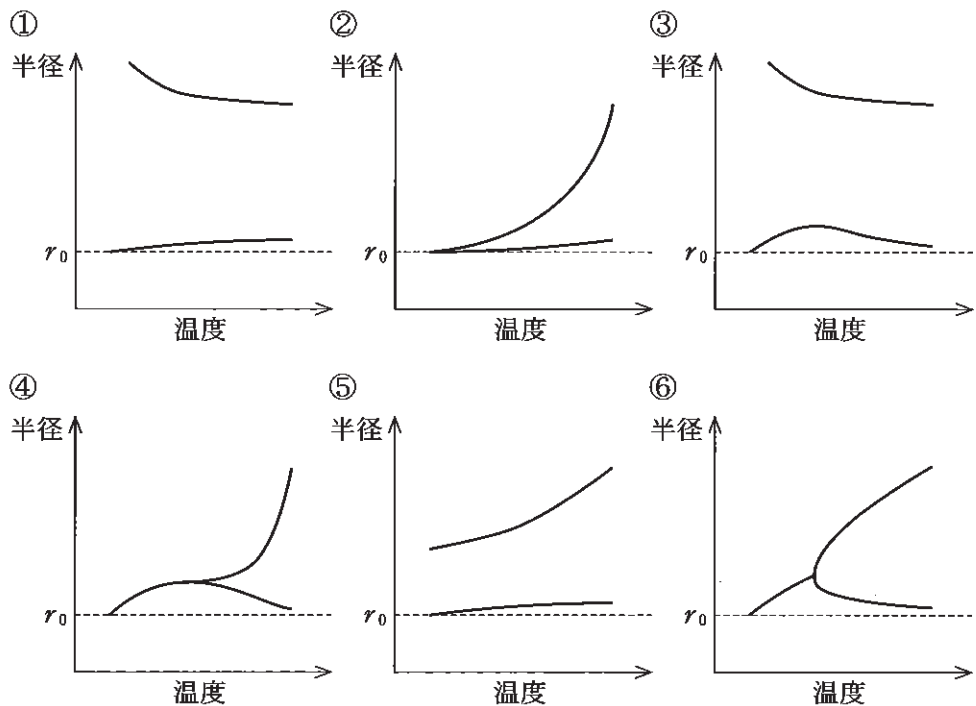 ① ② ③
半径 半径 半径
r₀ r₀ r₀
温度 温度 温度
④ ⑤ ⑥
半径 半径 半径
r₀ r₀ r₀
温度 温度 温度